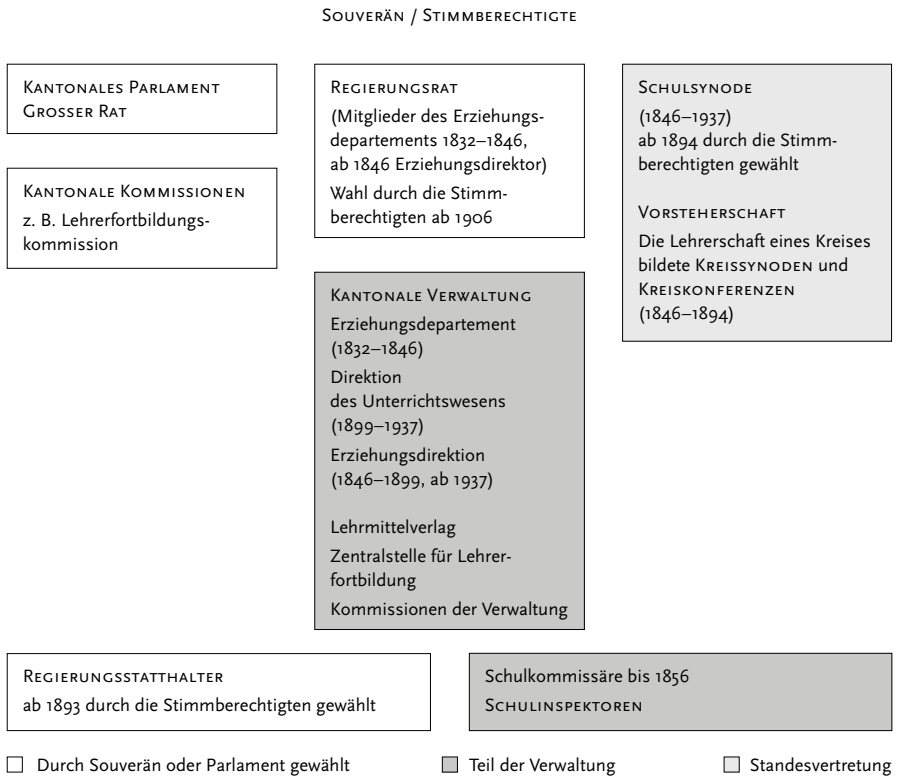 Souverän / Stimmberechtigte
Kantonales Parlament
Grosser Rat
Kantonale Kommissionen
z. B. Lehrerfortbildungs-
kommission
Regierungsrat
(Mitglieder des Erziehungs-
departements 1832–1846,
ab 1846 Erziehungsdirektor)
Wahl durch die Stimm-
berechtigten ab 1906
Schulsynode
(1846–1937)
ab 1894 durch die Stimm-
berechtigten gewählt
Vorsteherschaft
Die Lehrerschaft eines Kreises
bildete Kreissynoden und
Kreiskonferenzen
(1846–1894)
Kantonale Verwaltung
Erziehungsdepartement
(1832–1846)
Direktion
des Unterrichtswesens
(1899–1937)
Erziehungsdirektion
(1846–1899, ab 1937)
Lehrmittelverlag
Zentralstelle für Lehrer-
fortbildung
Kommissionen der Verwaltung
Regierungsstatthalter
ab 1893 durch die Stimmberechtigten gewählt
Schulkommissäre bis 1856
Schulinspektoren
Durch Souverän oder Parlament gewählt
Teil der Verwaltung
Standesvertretung